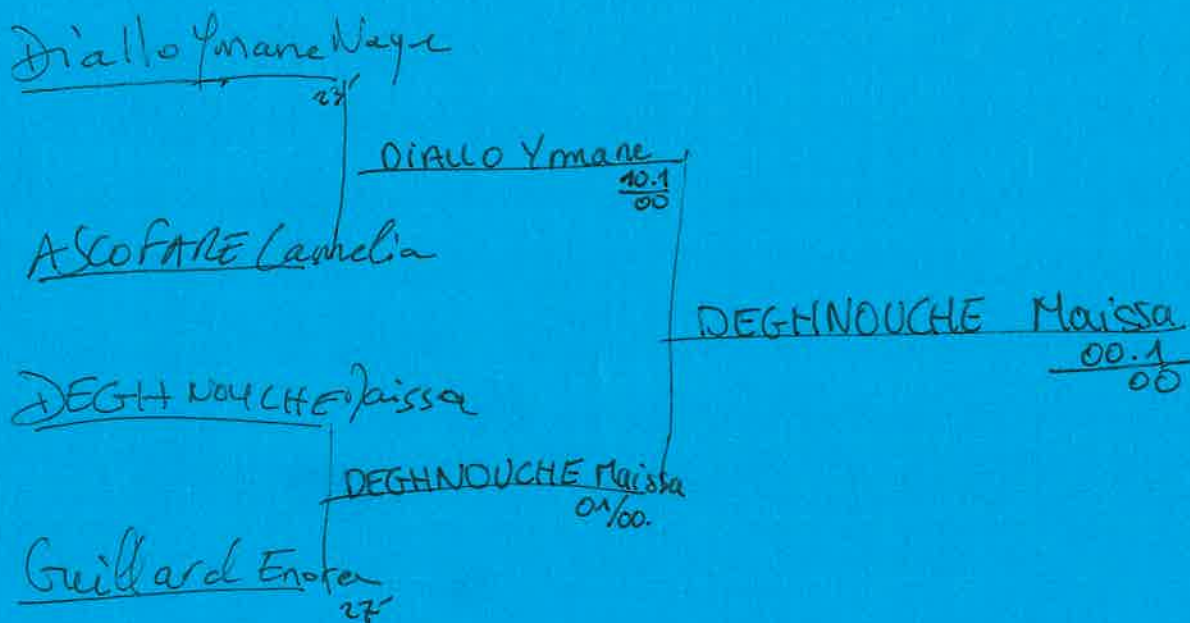 Diallo Ymane Naye
23
DIALLO Ymane
10.1
00
ASCOFARE Camelia
DEGHNOUCHE Maissa
00.1
00
DEGHNOUCHE Maissa
DEGHNOUCHE Maissa
01/00.
Guillard Enora
27